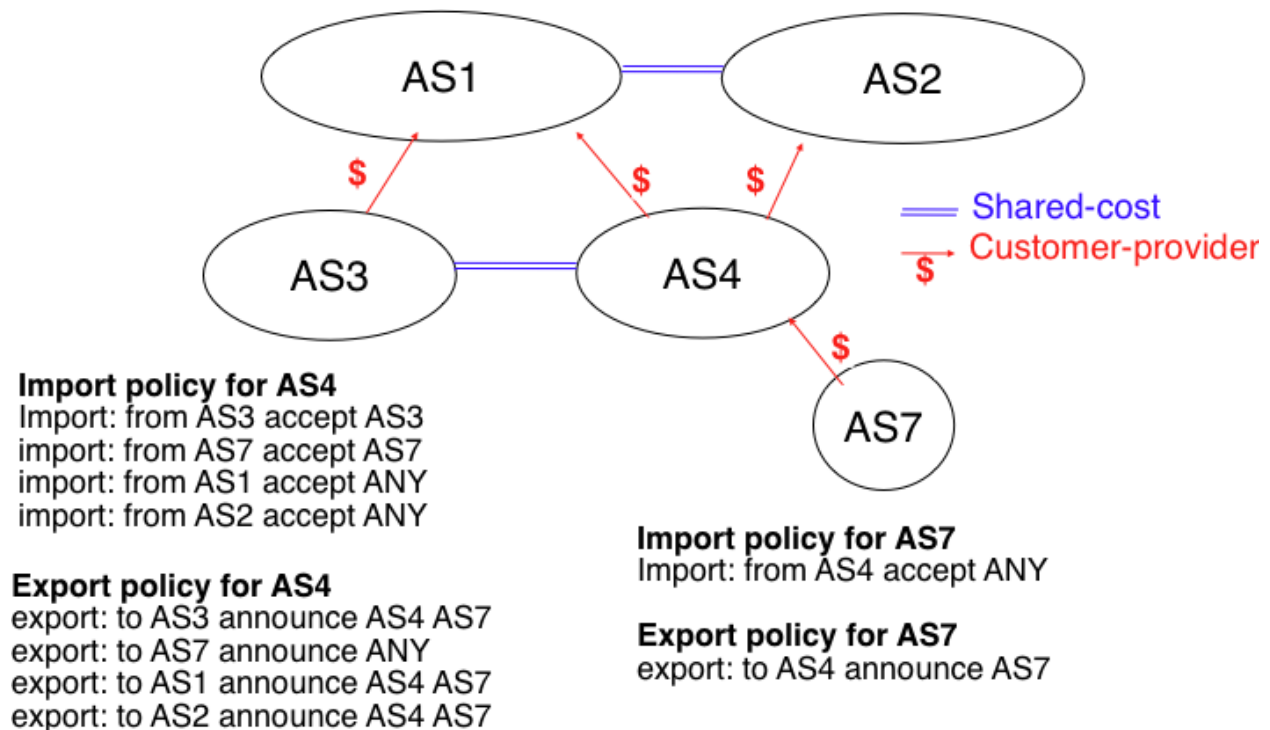 AS1
AS2
$
$
$
Shared-cost
Customer-provider
$
AS3
AS4
$
AS7
Import policy for AS4
Import: from AS3 accept AS3
import: from AS7 accept AS7
import: from AS1 accept ANY
import: from AS2 accept ANY
Export policy for AS4
export: to AS3 announce AS4 AS7
export: to AS7 announce ANY
export: to AS1 announce AS4 AS7
export: to AS2 announce AS4 AS7
Import policy for AS7
Import: from AS4 accept ANY
Export policy for AS7
export: to AS4 announce AS7